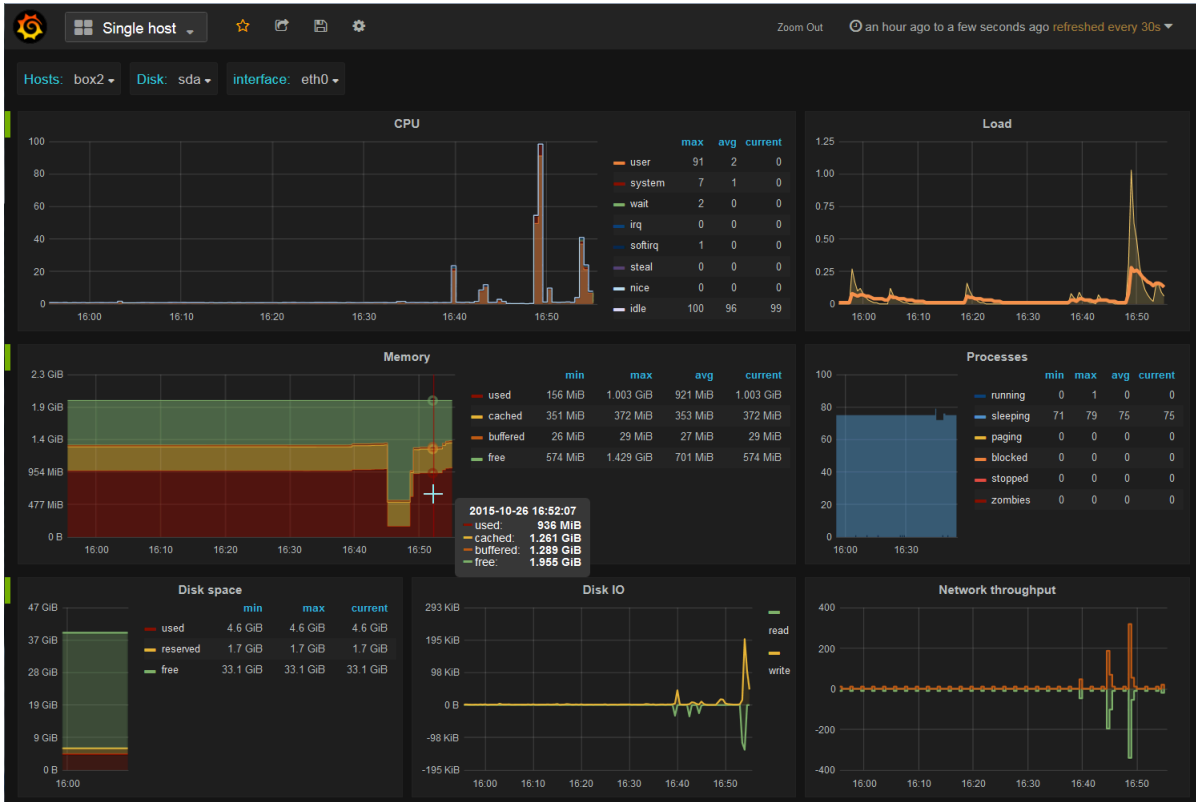 Single host
Zoom Out
an hour ago to a few seconds ago refreshed every 30s
Hosts: box2 Disk: sda interface: eth0
CPU
100
80
60
40
20
0
16:00 16:10 16:20 16:30 16:40 16:50
max avg current
user 91 2 0
system 7 1 0
wait 2 0 0
irq 0 0 0
softirq 1 0 0
steal 0 0 0
nice 0 0 0
idle 100 96 99
Load
1.25
1.00
0.75
0.50
0.25
0
16:00 16:10 16:20 16:30 16:40 16:50
Memory
2.3 GiB
1.9 GiB
1.4 GiB
954 MiB
477 MiB
0 B
16:00 16:10 16:20 16:30 16:40 16:50
min max avg current
used 156 MiB 1.003 GiB 921 MiB 1.003 GiB
cached 351 MiB 372 MiB 353 MiB 372 MiB
buffered 26 MiB 29 MiB 27 MiB 29 MiB
free 574 MiB 1.429 GiB 701 MiB 574 MiB
2015-10-26 16:52:07
used: 936 MiB
cached: 1.261 GiB
buffered: 1.289 GiB
free: 1.955 GiB
Processes
100
80
60
40
20
0
16:00 16:30
min max avg current
running 0 1 0 0
sleeping 71 79 75 75
paging 0 0 0 0
blocked 0 0 0 0
stopped 0 0 0 0
zombies 0 0 0 0
Disk space
47 GiB
37 GiB
28 GiB
19 GiB
9 GiB
0 B
16:00
min max current
used 4.6 GiB 4.6 GiB 4.6 GiB
reserved 1.7 GiB 1.7 GiB 1.7 GiB
free 33.1 GiB 33.1 GiB 33.1 GiB
Disk IO
293 KiB
195 KiB
98 KiB
0 B
-98 KiB
-195 KiB
16:00 16:10 16:20 16:30 16:40 16:50
read
write
Network throughput
400
200
0
-200
-400
16:00 16:10 16:20 16:30 16:40 16:50